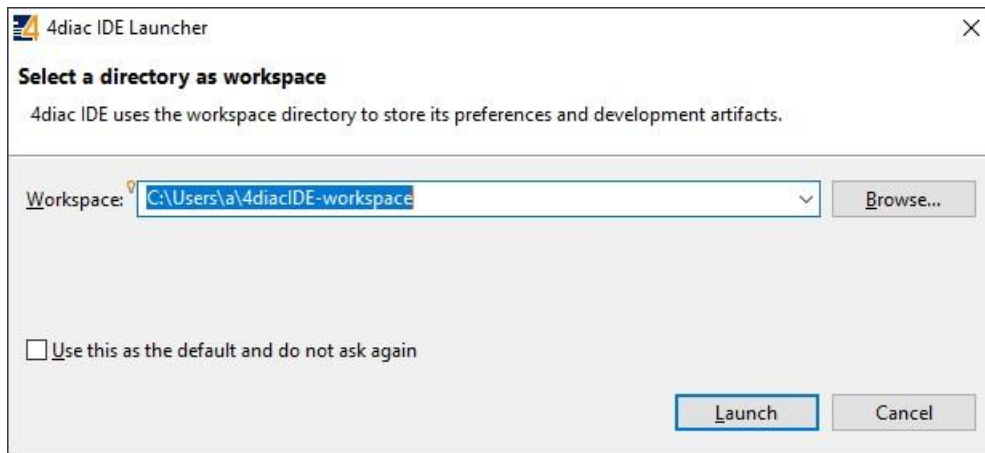 4diac IDE Launcher
Select a directory as workspace
4diac IDE uses the workspace directory to store its preferences and development artifacts.
Workspace: C:\Users\a\4diacIDE-workspace Browse...
Use this as the default and do not ask again
Launch Cancel